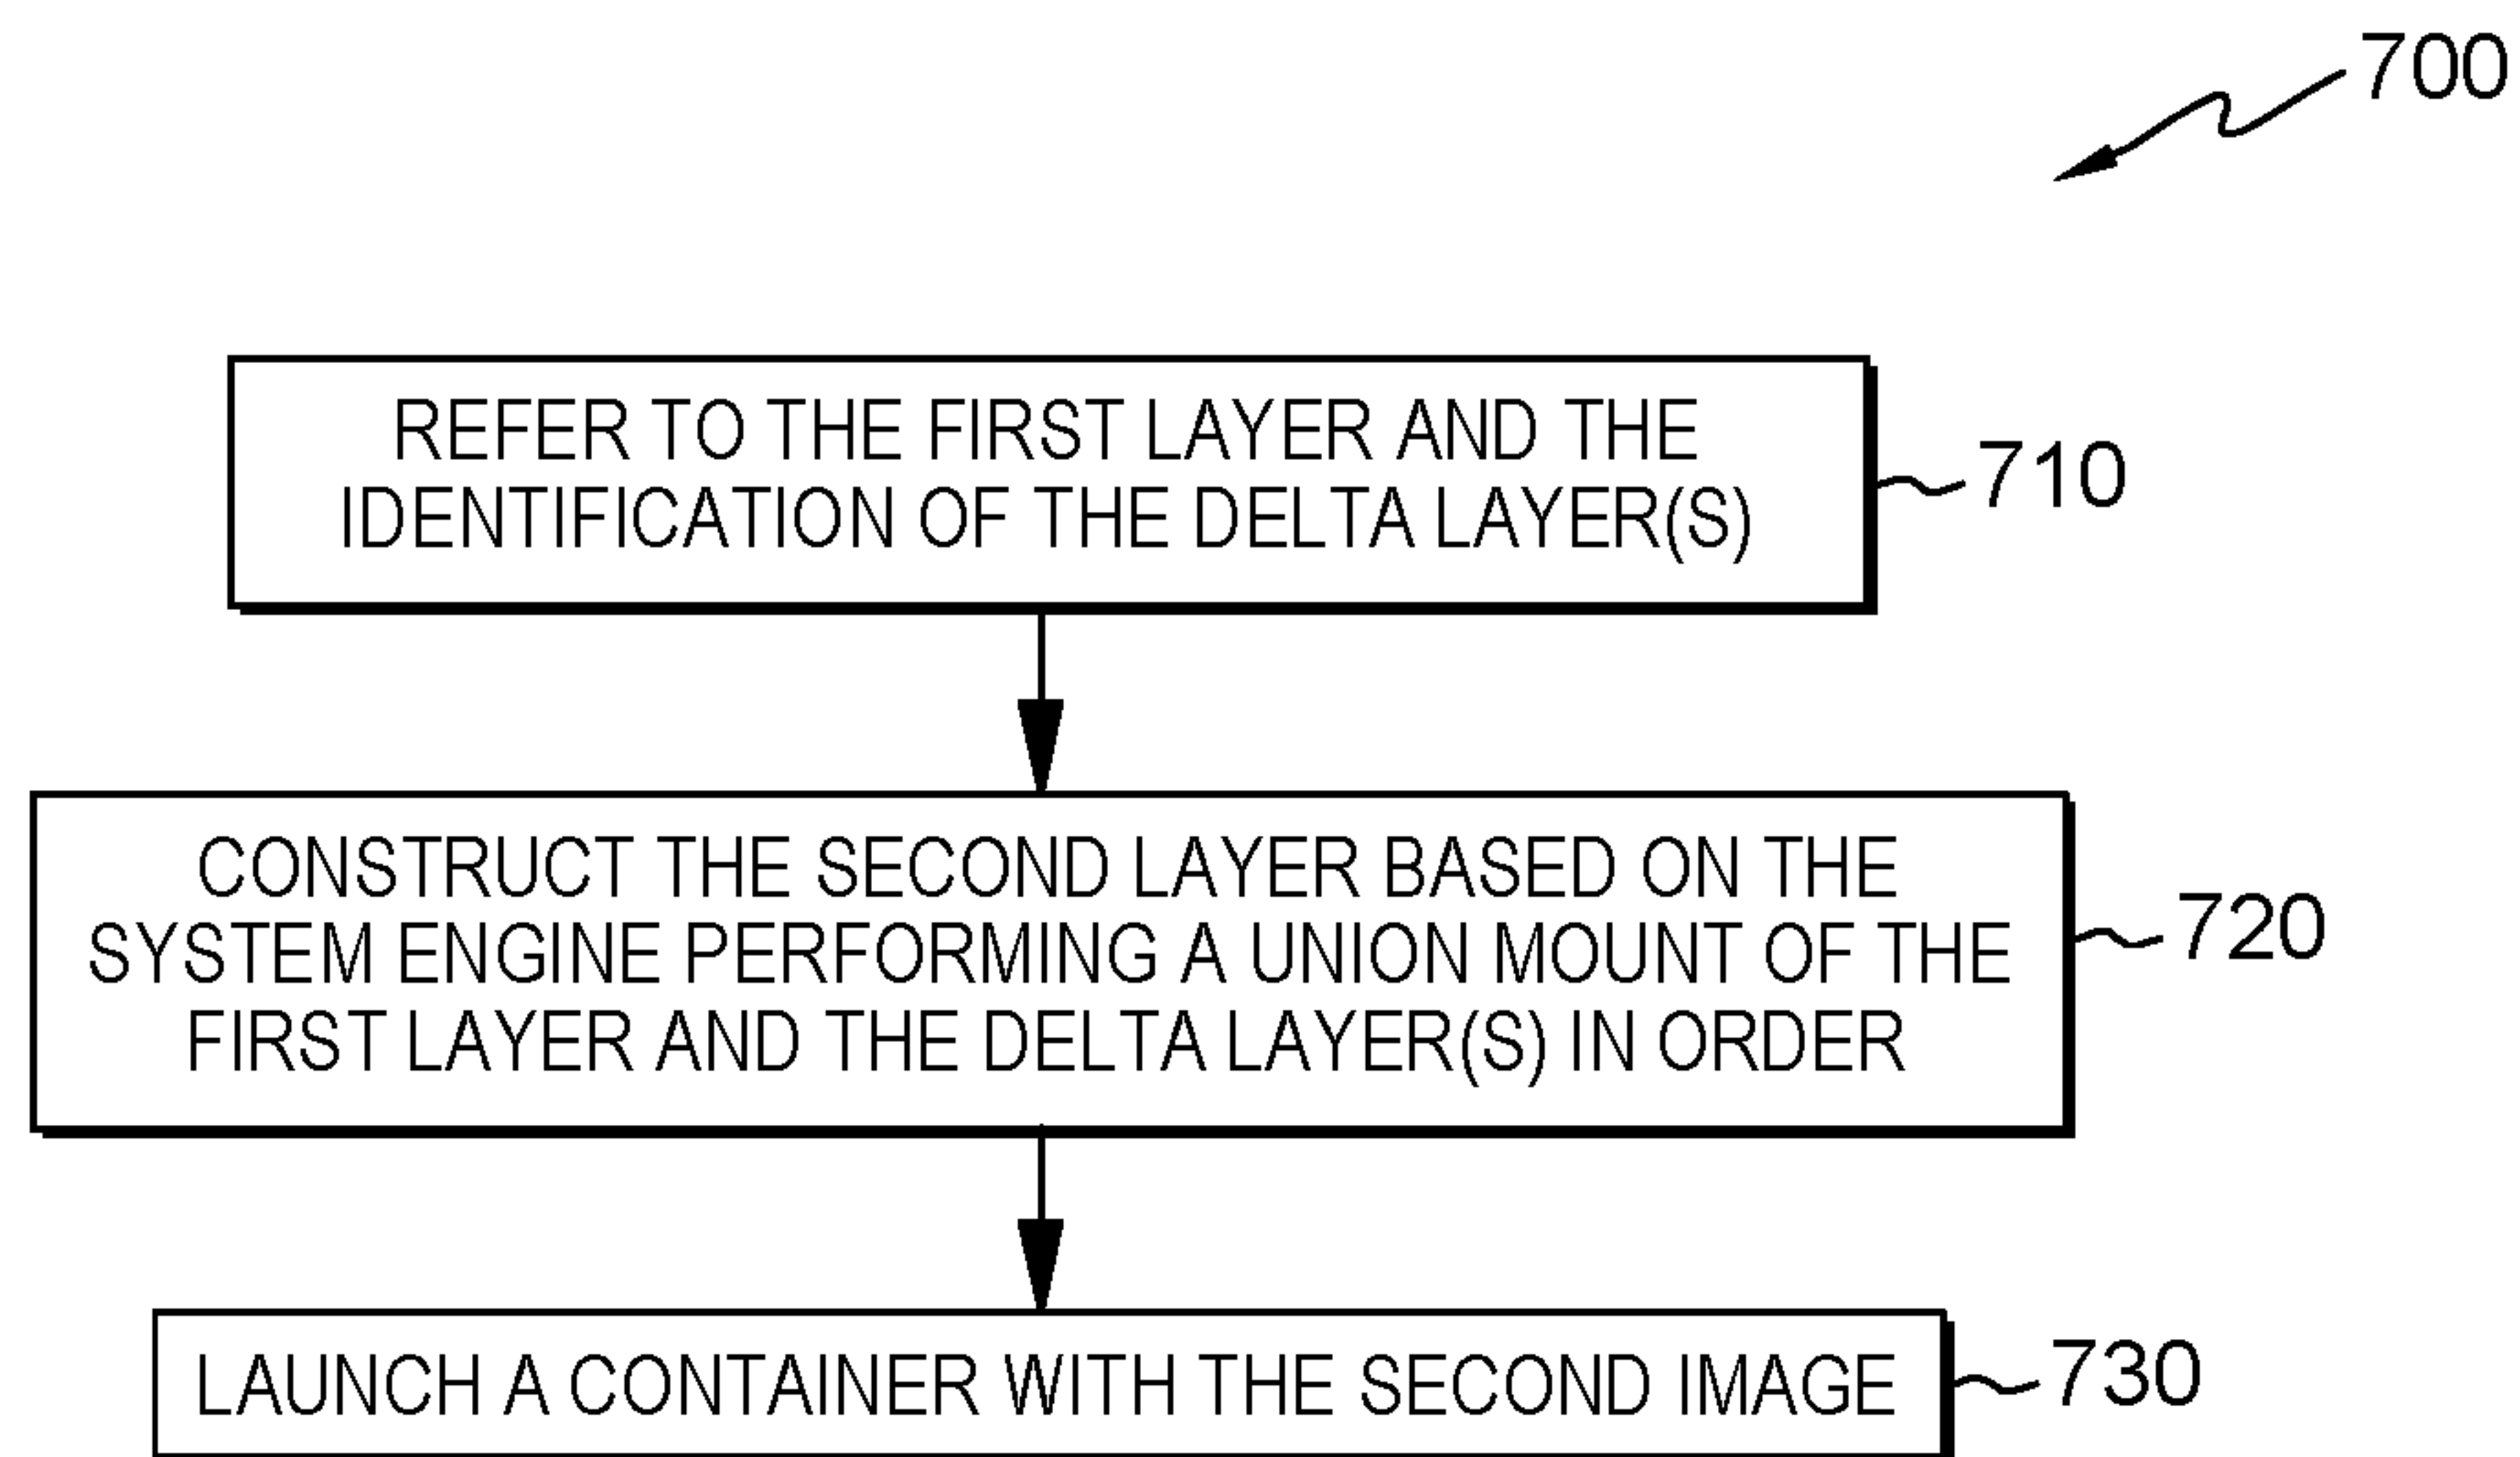 700
REFER TO THE FIRST LAYER AND THE
IDENTIFICATION OF THE DELTA LAYER(S)
710
CONSTRUCT THE SECOND LAYER BASED ON THE
SYSTEM ENGINE PERFORMING A UNION MOUNT OF THE
FIRST LAYER AND THE DELTA LAYER(S) IN ORDER
720
LAUNCH A CONTAINER WITH THE SECOND IMAGE
730